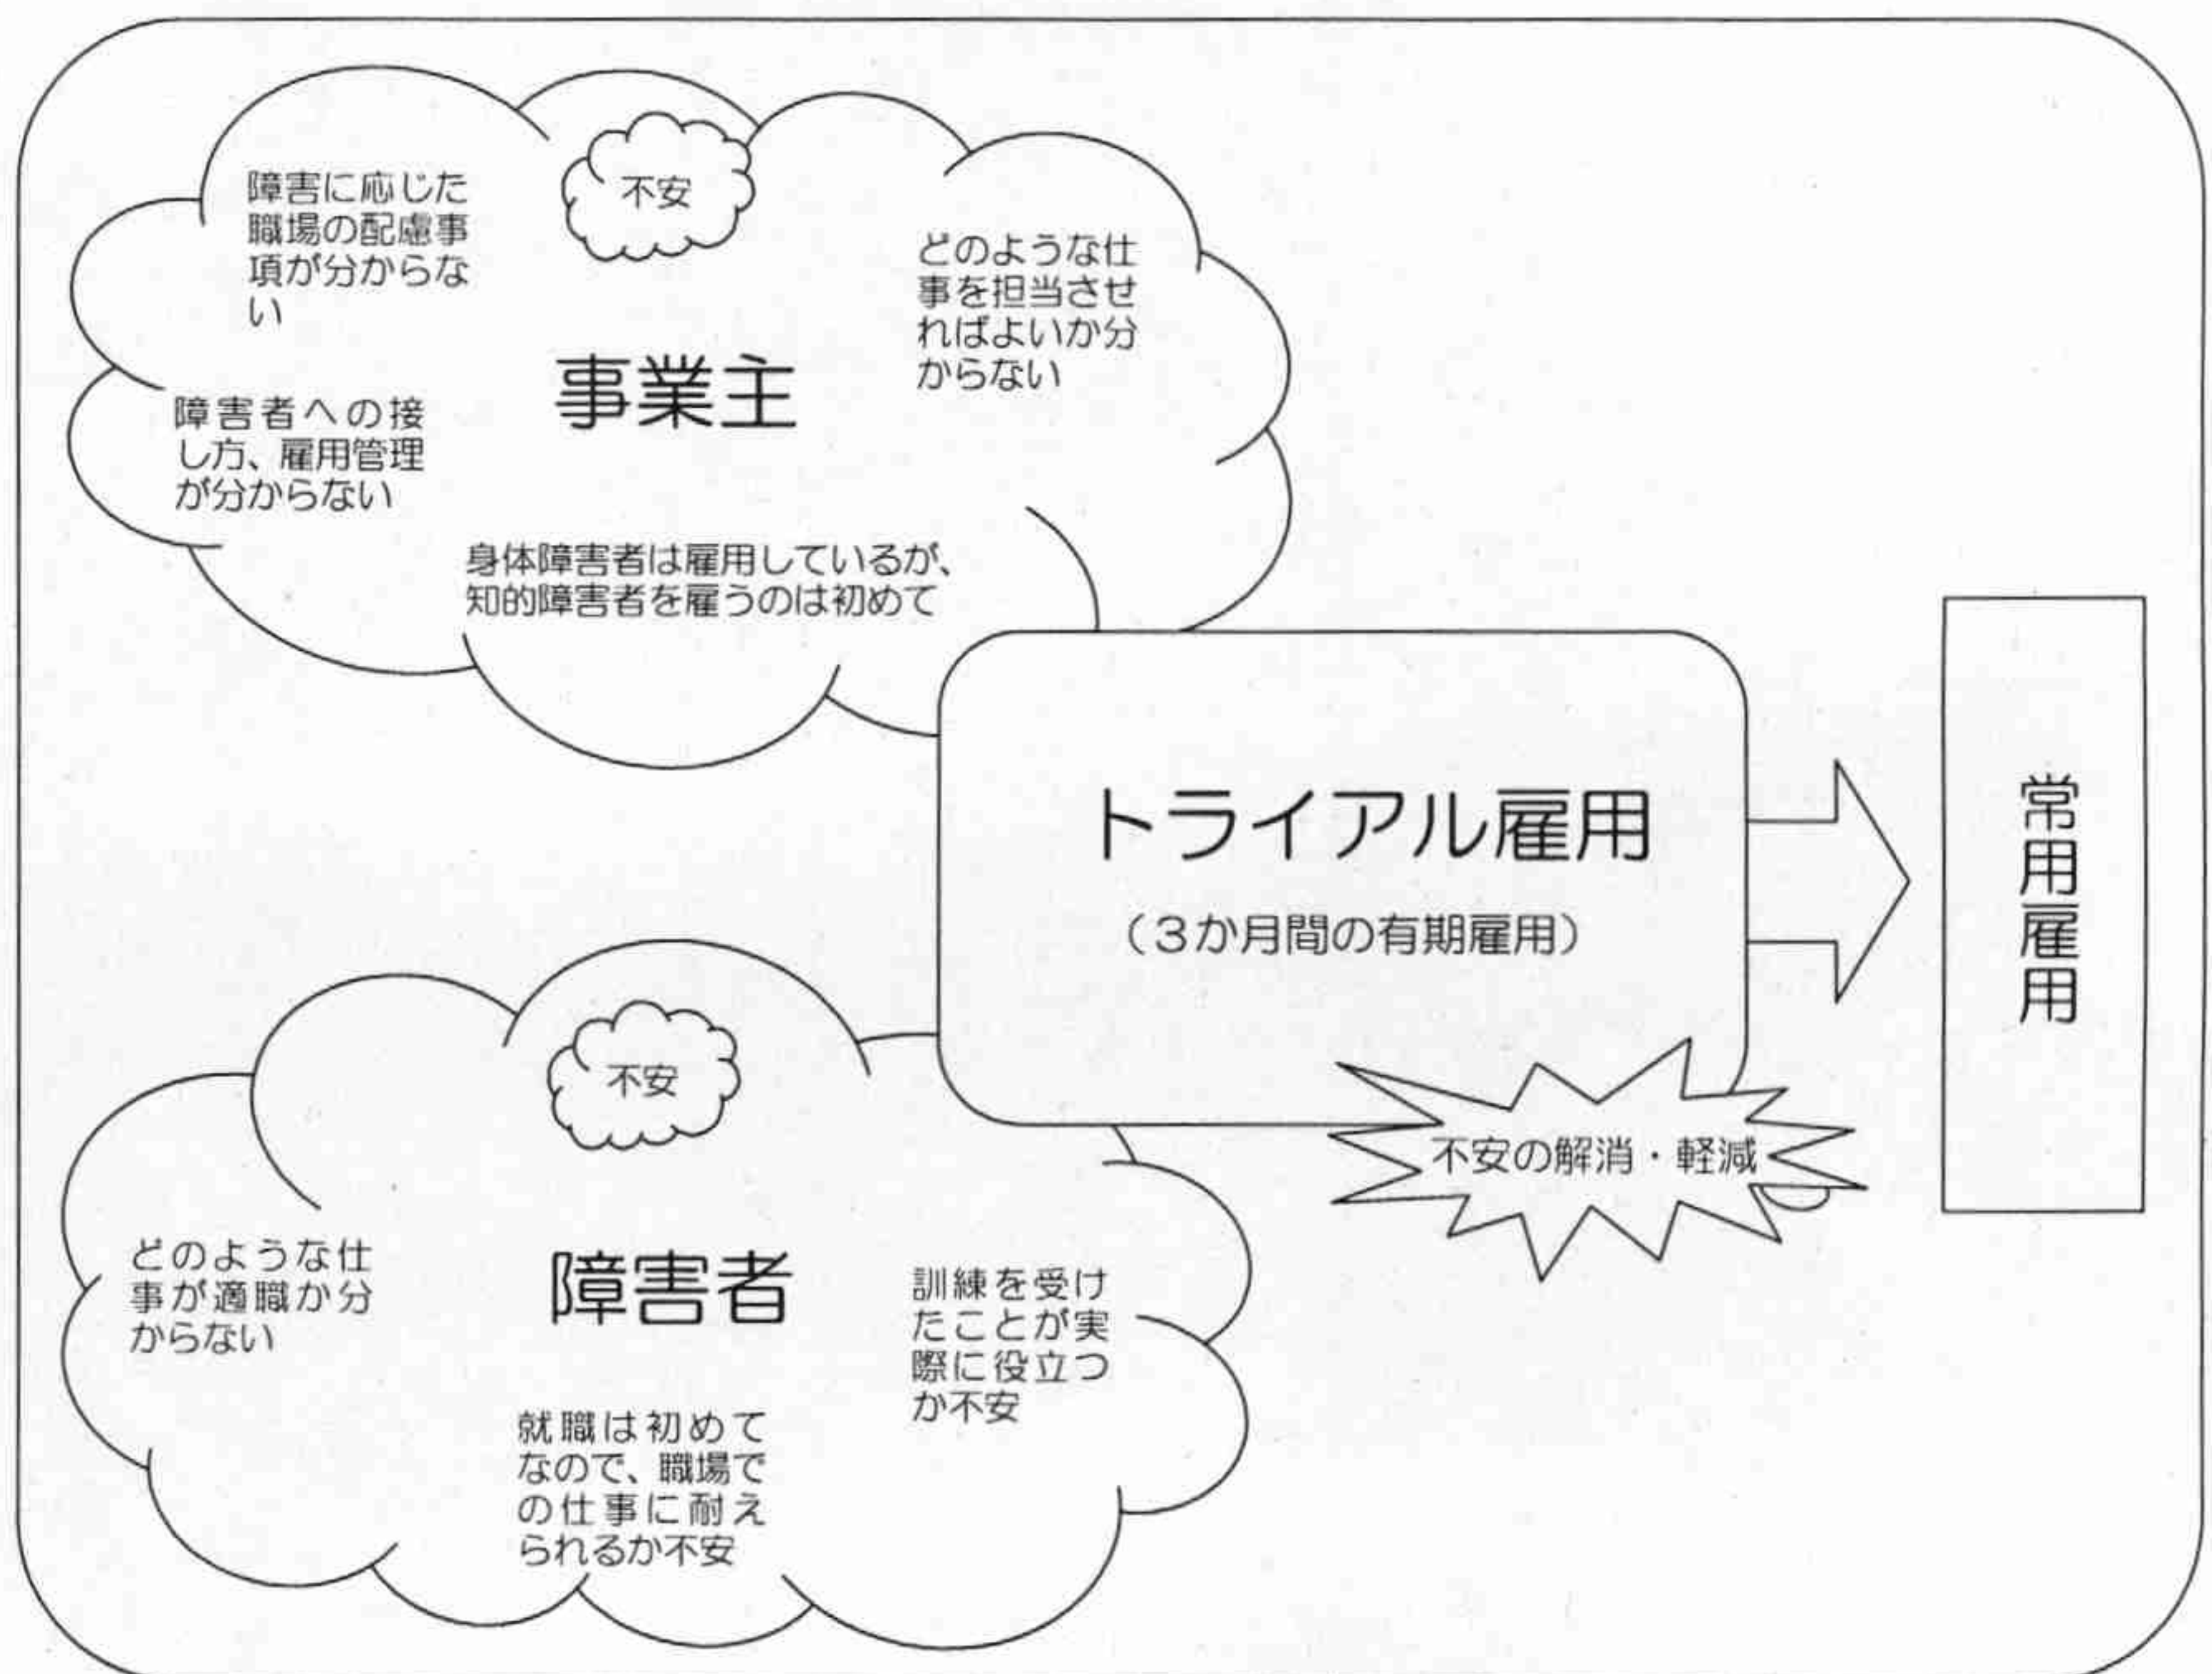 不安
障害に応じた
職場の配慮事
項が分からな
い
どのような仕
事を担当させ
ればよいか分
からない
事業主
障害者への接
し方、雇用管理
が分からない
身体障害者は雇用しているが、
知的障害者を雇うのは初めて
トライアル雇用
（3か月間の有期雇用）
常用雇用
不安の解消・軽減
不安
障害者
どのような仕
事が適職か分
からない
訓練を受け
たことが実
際に役立つ
か不安
就職は初めて
なので、職場で
の仕事に耐え
られるか不安